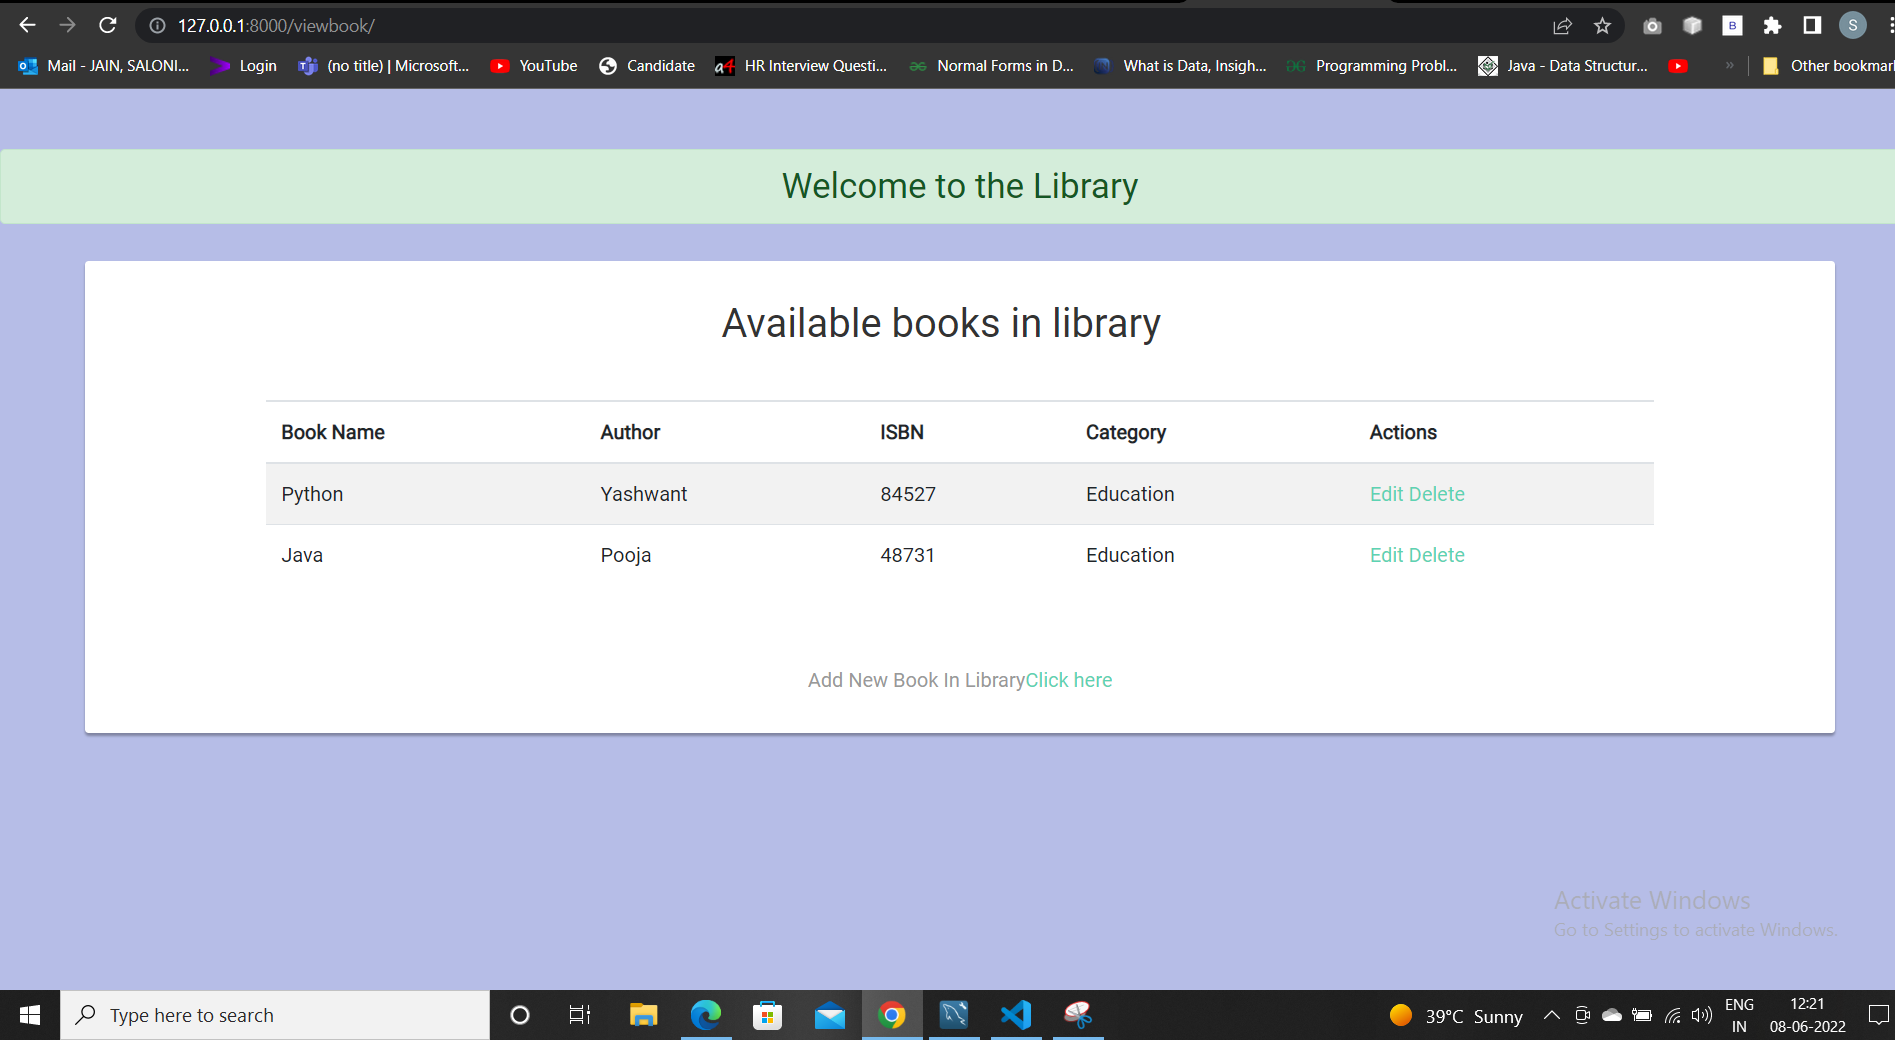 127.0.0.1:8000/viewbook/
S
Mail - JAIN, SALONI... Login (no title) | Microsoft... YouTube Candidate a4 HR Interview Questi... Normal Forms in D... What is Data, Insigh... Programming Probl... Java - Data Structur... » Other bookmar
Welcome to the Library
Available books in library
Book Name Author ISBN Category Actions
Python Yashwant 84527 Education Edit Delete
Java Pooja 48731 Education Edit Delete
Add New Book In LibraryClick here
Activate Windows
Go to Settings to activate Windows.
Type here to search
39°C Sunny
ENG
IN
12:21
08-06-2022